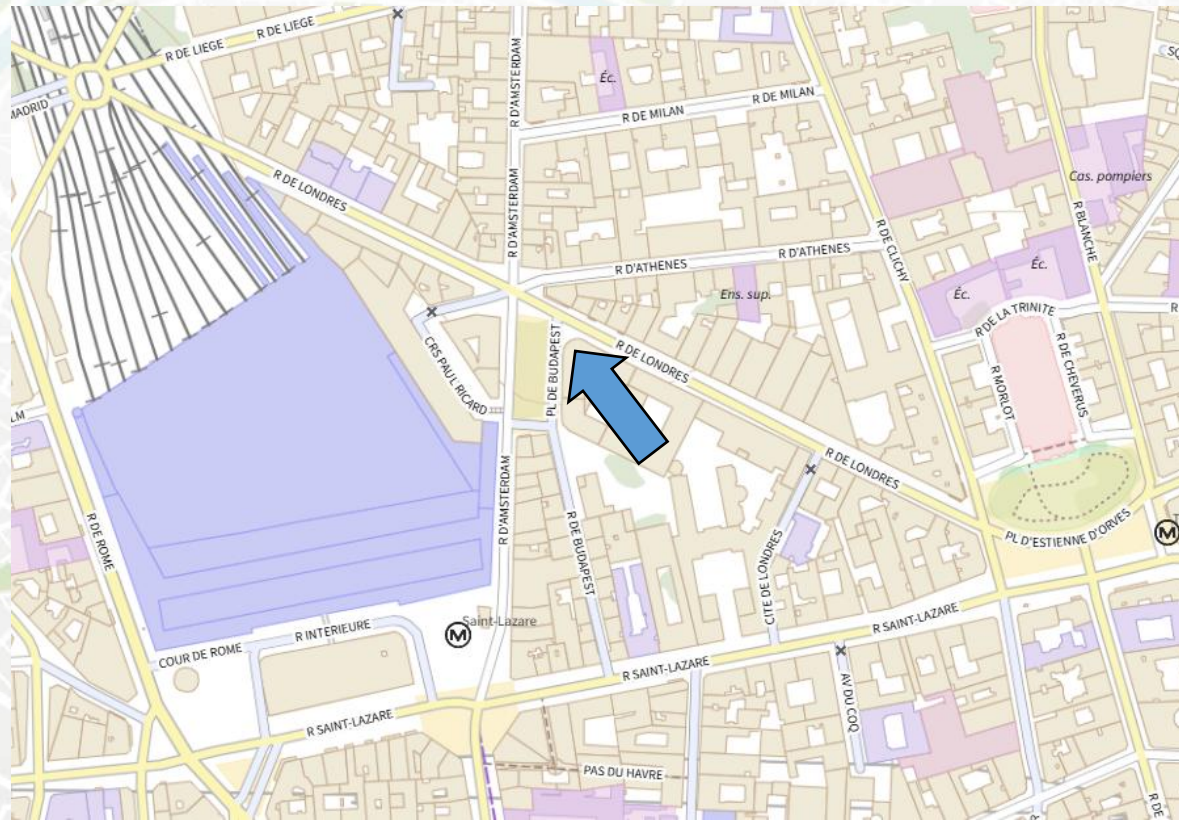 R DE LIEGE
R DE LIEGE
MADRID
R D'AMSTERDAM
Éc.
R DE MILAN
R DE MILAN
SQ
Cas. pompiers
R DE LONDRES
R D'AMSTERDAM
R D'ATHENES
R D'ATHENES
R DE CLICHY
R BLANCHE
Éc.
Éc.
Ens. sup.
R DE LA TRINITE
R
CRS PAUL RICARD
PL DE BUDAPEST
R DE LONDRES
R MORLOT
R DE CHEVERUS
LM
R DE LONDRES
R DE ROME
R D'AMSTERDAM
R DE BUDAPEST
CITE DE LONDRES
PL D'ESTIENNE D'ORVES
M
T
R INTERIEURE
M
Saint-Lazare
R SAINT-LAZARE
COUR DE ROME
R SAINT-LAZARE
AV DU COQ
R SAINT-LAZARE
PAS DU HAVRE
R DE